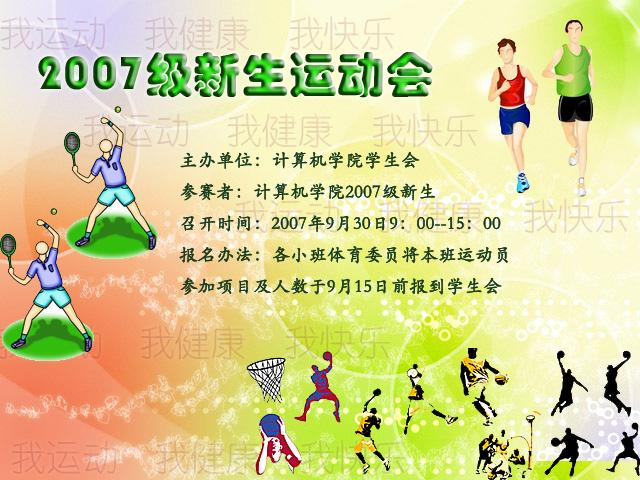 我运动 我健康 我快乐
2007级新生运动会
我运动 我健康 我快乐
主办单位：计算机学院学生会
参赛者：计算机学院2007级新生
召开时间：2007年9月30日9：00--15：00
我运动 我健康 我快乐
报名办法：各小班体育委员将本班运动员
参加项目及人数于9月15日前报到学生会
我运动 我健康 我快乐
我运动 我健康 我快乐